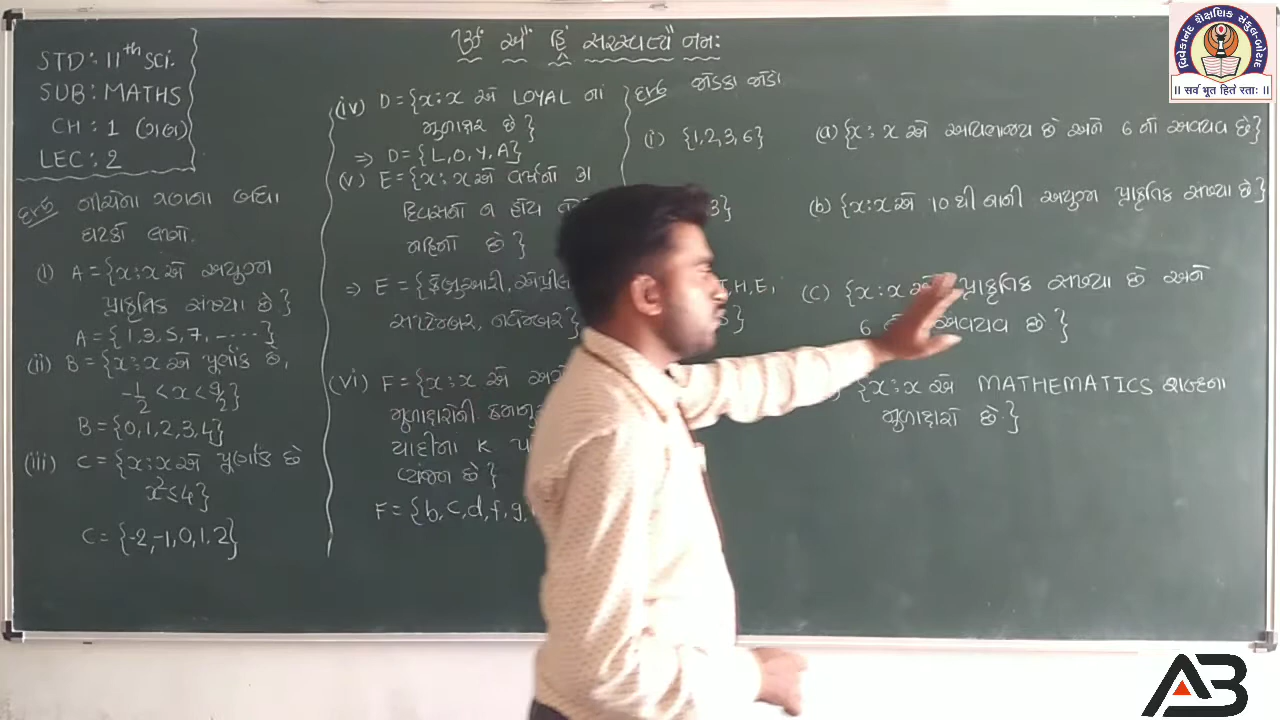 STD: 11th Sci.
SUB: MATHS
CH: 1 (ગણ)
LEC: 2
ૐ ઐં હ્રિં સરસ્વત્યૈ નમઃ
નીચેના ગણના બધા
ઘટકો લખો.
(i) A = {x : x એ અયુગ્મ
પ્રાકૃતિક સંખ્યા છે}
A = {1, 3, 5, 7, ....}
(ii) B = {x : x એ પૂર્ણાંક છે,
-1/2 < x < 9/2}
B = {0, 1, 2, 3, 4}
(iii) C = {x : x એ પૂર્ણાંક છે
x² ≤ 4}
C = {-2, -1, 0, 1, 2}
(iv) D = {x : x એ LOYAL ના
મૂળાક્ષર છે}
⇒ D = {L, O, Y, A}
(v) E = {x : x એ વર્ષનો 31
દિવસનો ન હોય
મહિનો છે}
⇒ E = {ફેબ્રુઆરી, એપ્રીલ
સપ્ટેમ્બર, નવેમ્બર}
(vi) F = {x : x એ
મૂળાક્ષરોની
યાદીના K
વ્યંજન છે}
F = {b, c, d, f, g,
જોડકા જોડો
(i) {1, 2, 3, 6}
3}
H, E,
}
(a) {x : x એ અવિભાજ્ય છે અને 6 નો અવયવ છે}
(b) {x : x એ 10 થી નાની અયુગ્મ પ્રાકૃતિક સંખ્યા છે}
(c) {x : x એ પ્રાકૃતિક સંખ્યા છે અને
6 નો અવયવ છે}
{x : x એ MATHEMATICS શબ્દના
મૂળાક્ષરો છે.}
વિવેકાનંદ શૈક્ષણિક સંકુલ-બોટાદ
॥ सर्व भूत हिते रताः ॥
AB